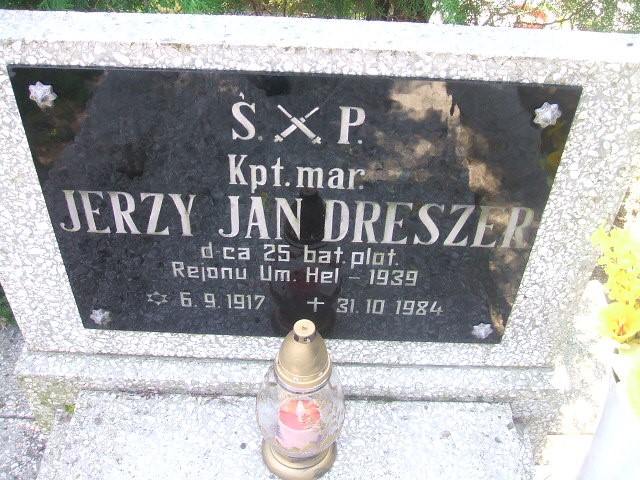 Ś. P.
Kpt. mar.
JERZY JAN DRESZER
d-ca 25 bat. plot.
Rejonu Um. Hel - 1939
6. 9. 1917 + 31. 10 1984